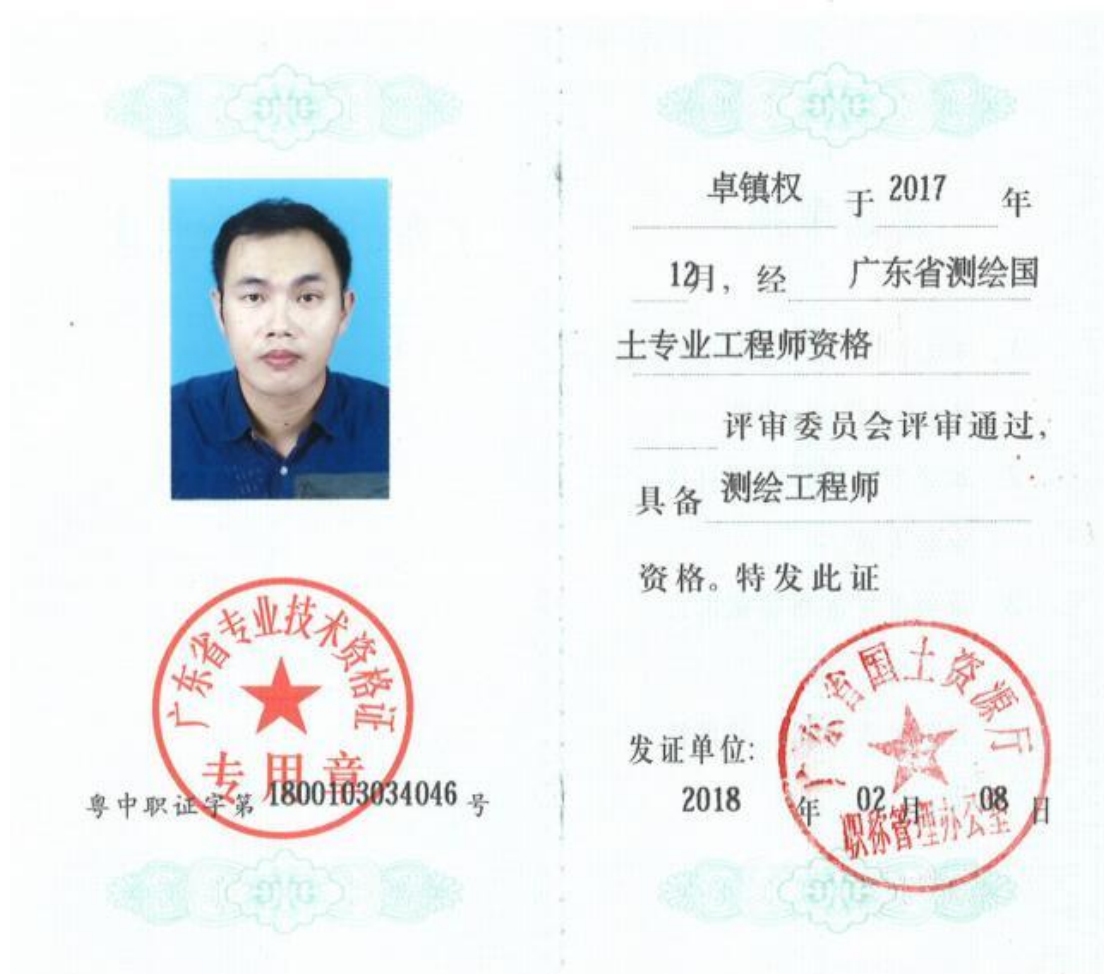 广东省专业技术资格证
专用章
粤中职证字第 1800103034046 号
卓镇权 于 2017 年
12月，经 广东省测绘国
土专业工程师资格
评审委员会评审通过，
具备 测绘工程师
资格。特发此证
广东省国土资源厅
发证单位:
2018 年 02 月 08 日
职称管理办公室